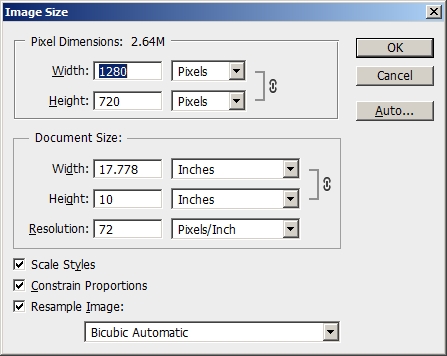 Image Size
Pixel Dimensions: 2.64M
OK
Width: 1280 Pixels
Cancel
Height: 720 Pixels
Auto...
Document Size:
Width: 17.778 Inches
Height: 10 Inches
Resolution: 72 Pixels/Inch
Scale Styles
Constrain Proportions
Resample Image:
Bicubic Automatic